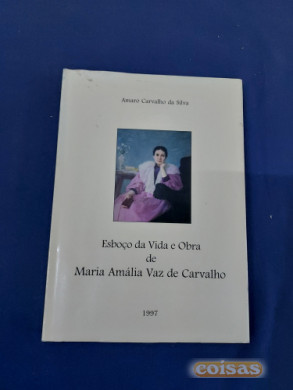 Amaro Carvalho da Silva
Esboço da Vida e Obra
de
Maria Amália Vaz de Carvalho
1997
coisas